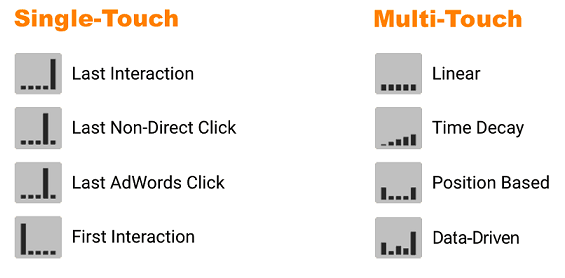 Single-Touch
Last Interaction
Last Non-Direct Click
Last AdWords Click
First Interaction
Multi-Touch
Linear
Time Decay
Position Based
Data-Driven